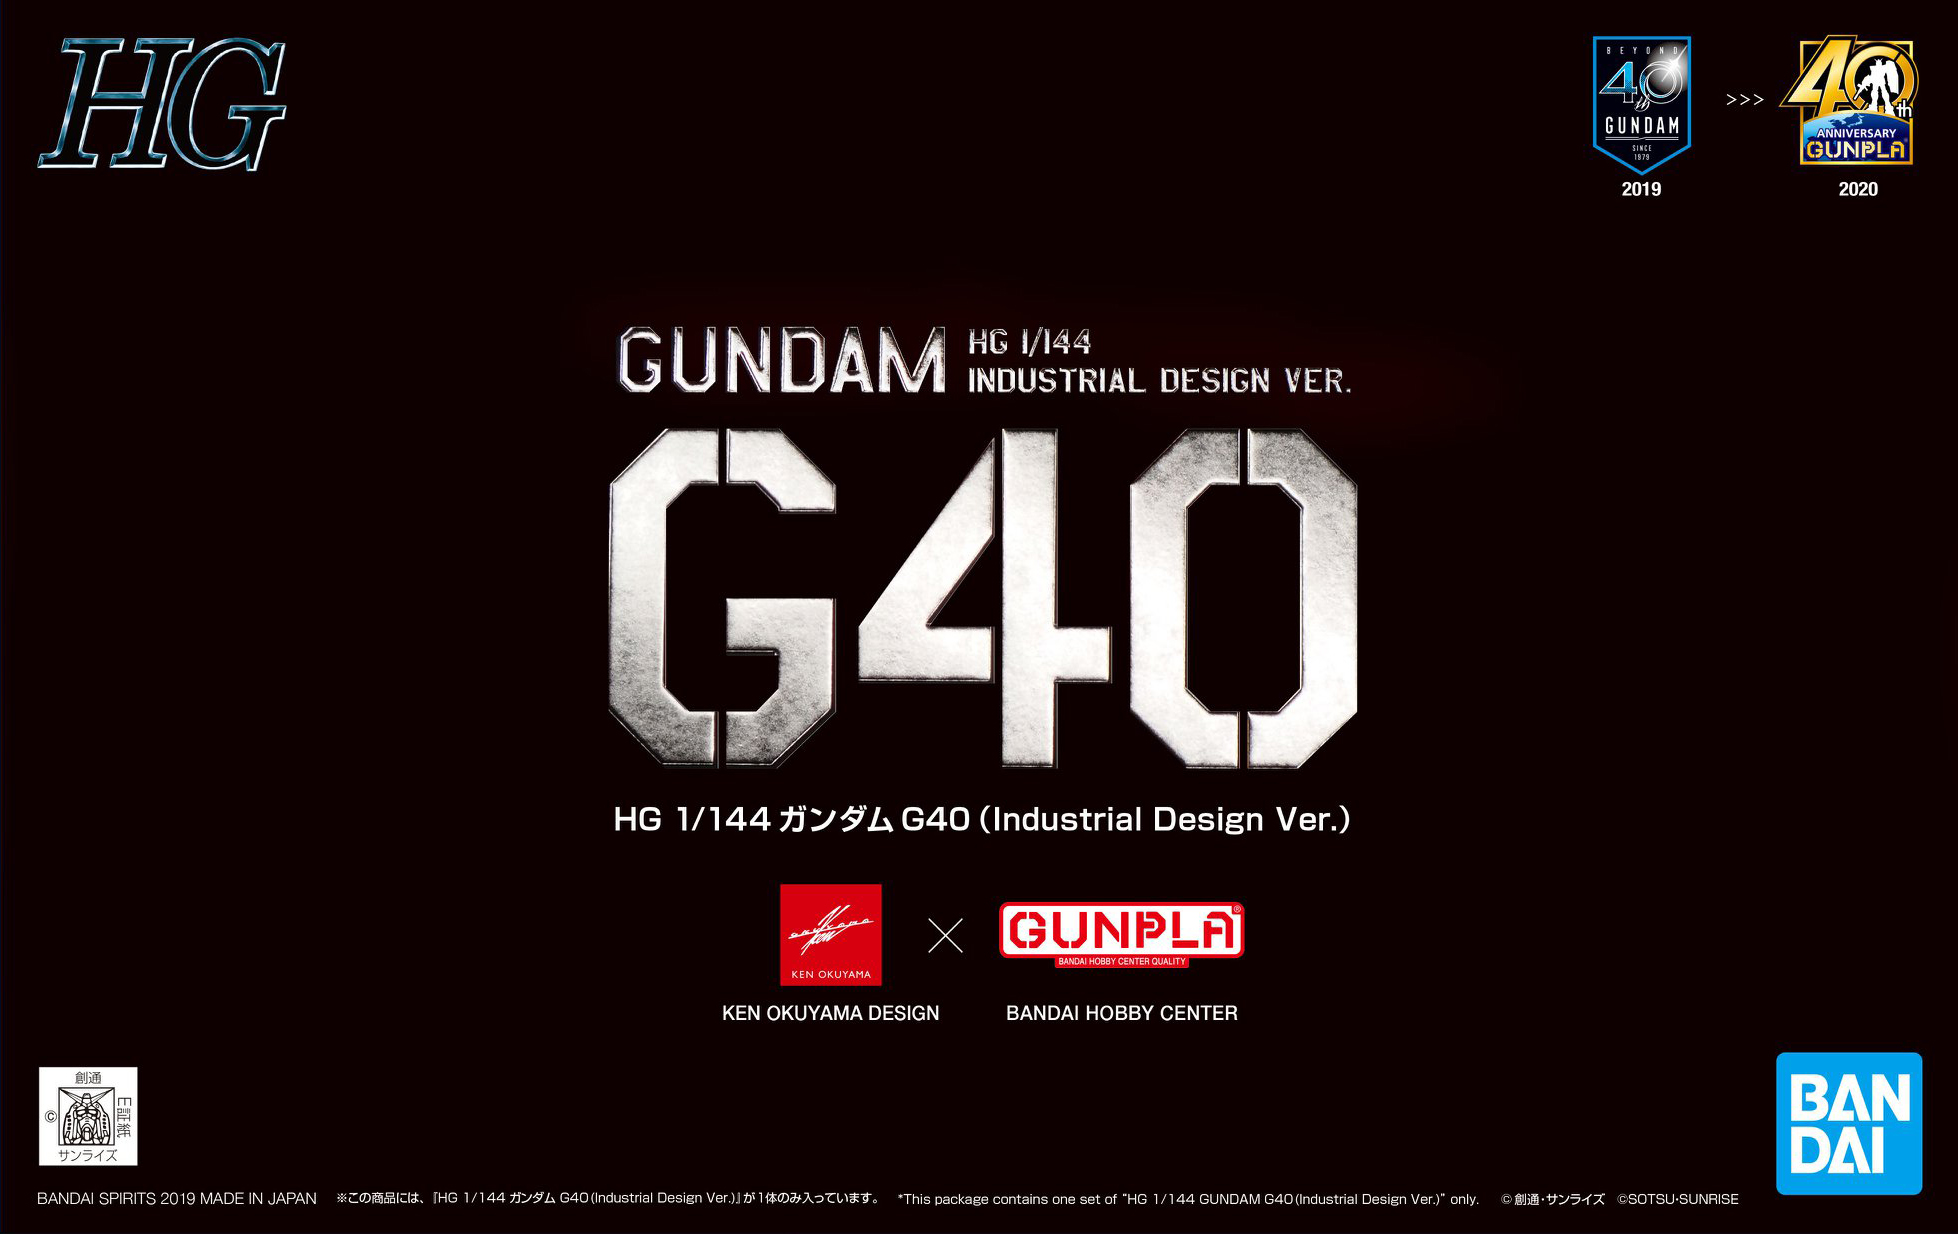 HG
BEYOND
40th
GUNDAM
SINCE
1979
2019
>>>
40th
ANNIVERSARY
GUNPLA
2020
GUNDAM HG 1/144
INDUSTRIAL DESIGN VER.
G40
HG 1/144 ガンダム G40（Industrial Design Ver.）
okuyama
Ken
KEN OKUYAMA
×
GUNPLA®
BANDAI HOBBY CENTER QUALITY
KEN OKUYAMA DESIGN
BANDAI HOBBY CENTER
創通
©
証紙
サンライズ
BAN
DAI
BANDAI SPIRITS 2019 MADE IN JAPAN ※この商品には、『HG 1/144 ガンダム G40（Industrial Design Ver.）』が1体のみ入っています。 *This package contains one set of “HG 1/144 GUNDAM G40（Industrial Design Ver.）” only. ©創通・サンライズ ©SOTSU・SUNRISE